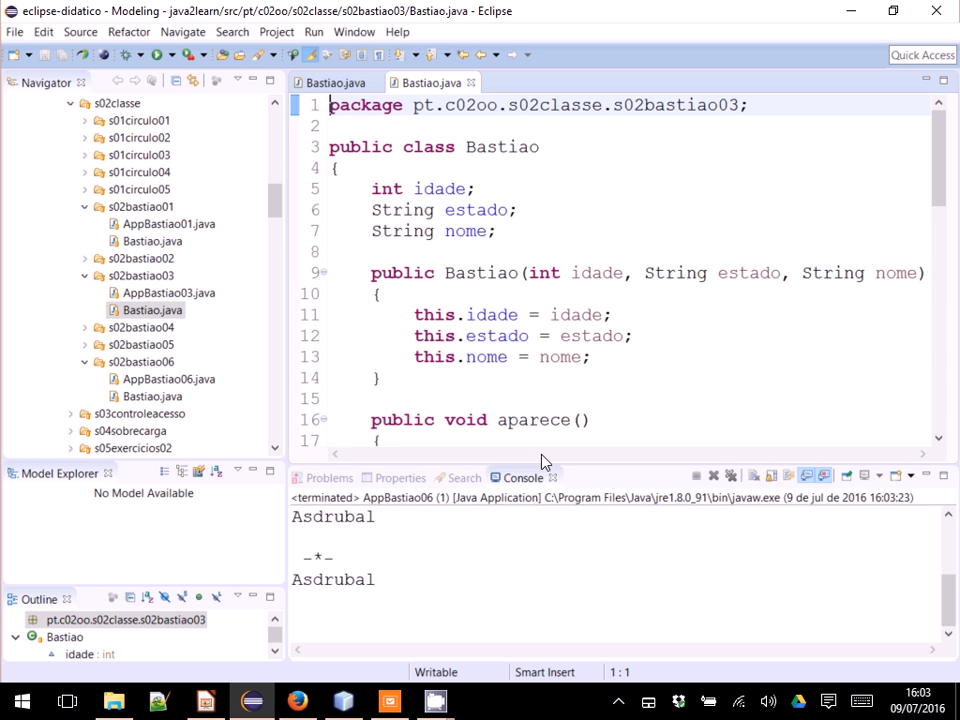 eclipse-didatico - Modeling - java2learn/src/pt/c02oo/s02classe/s02bastiao03/Bastiao.java - Eclipse
File Edit Source Refactor Navigate Search Project Run Window Help
Quick Access
Navigator
s02classe
s01circulo01
s01circulo02
s01circulo03
s01circulo04
s01circulo05
s02bastiao01
AppBastiao01.java
Bastiao.java
s02bastiao02
s02bastiao03
AppBastiao03.java
Bastiao.java
s02bastiao04
s02bastiao05
s02bastiao06
AppBastiao06.java
Bastiao.java
s03controleacesso
s04sobrecarga
s05exercicios02
Model Explorer
No Model Available
Outline
pt.c02oo.s02classe.s02bastiao03
Bastiao
idade : int
Bastiao.java Bastiao.java
1 package pt.c02oo.s02classe.s02bastiao03;
2
3 public class Bastiao
4 {
5 int idade;
6 String estado;
7 String nome;
8
9 public Bastiao(int idade, String estado, String nome)
10 {
11 this.idade = idade;
12 this.estado = estado;
13 this.nome = nome;
14 }
15
16 public void aparece()
17 {
Problems Properties Search Console
<terminated> AppBastiao06 (1) [Java Application] C:\Program Files\Java\jre1.8.0_91\bin\javaw.exe (9 de jul de 2016 16:03:23)
Asdrubal
-*-
Asdrubal
Writable Smart Insert 1 : 1
16:03
09/07/2016